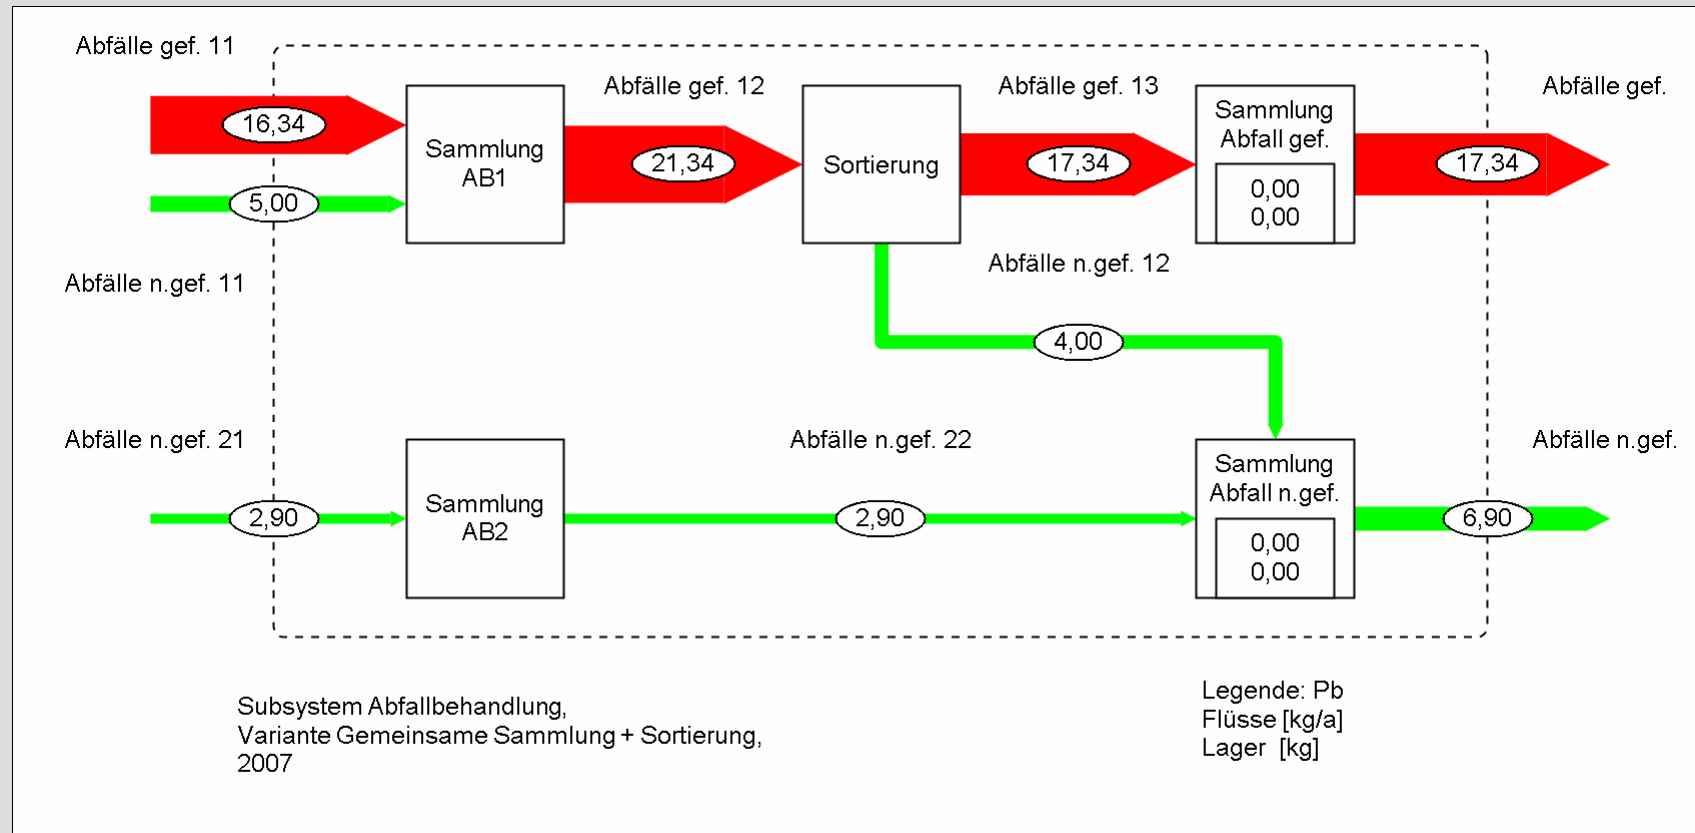 Abfälle gef. 11
Abfälle gef. 12
Abfälle gef. 13
Abfälle gef.
16,34
5,00
Sammlung
AB1
21,34
Sortierung
17,34
Sammlung
Abfall gef.
0,00
0,00
17,34
Abfälle n.gef. 11
Abfälle n.gef. 12
4,00
Abfälle n.gef. 21
Abfälle n.gef. 22
Abfälle n.gef.
2,90
Sammlung
AB2
2,90
Sammlung
Abfall n.gef.
0,00
0,00
6,90
Subsystem Abfallbehandlung,
Variante Gemeinsame Sammlung + Sortierung,
2007
Legende: Pb
Flüsse [kg/a]
Lager [kg]